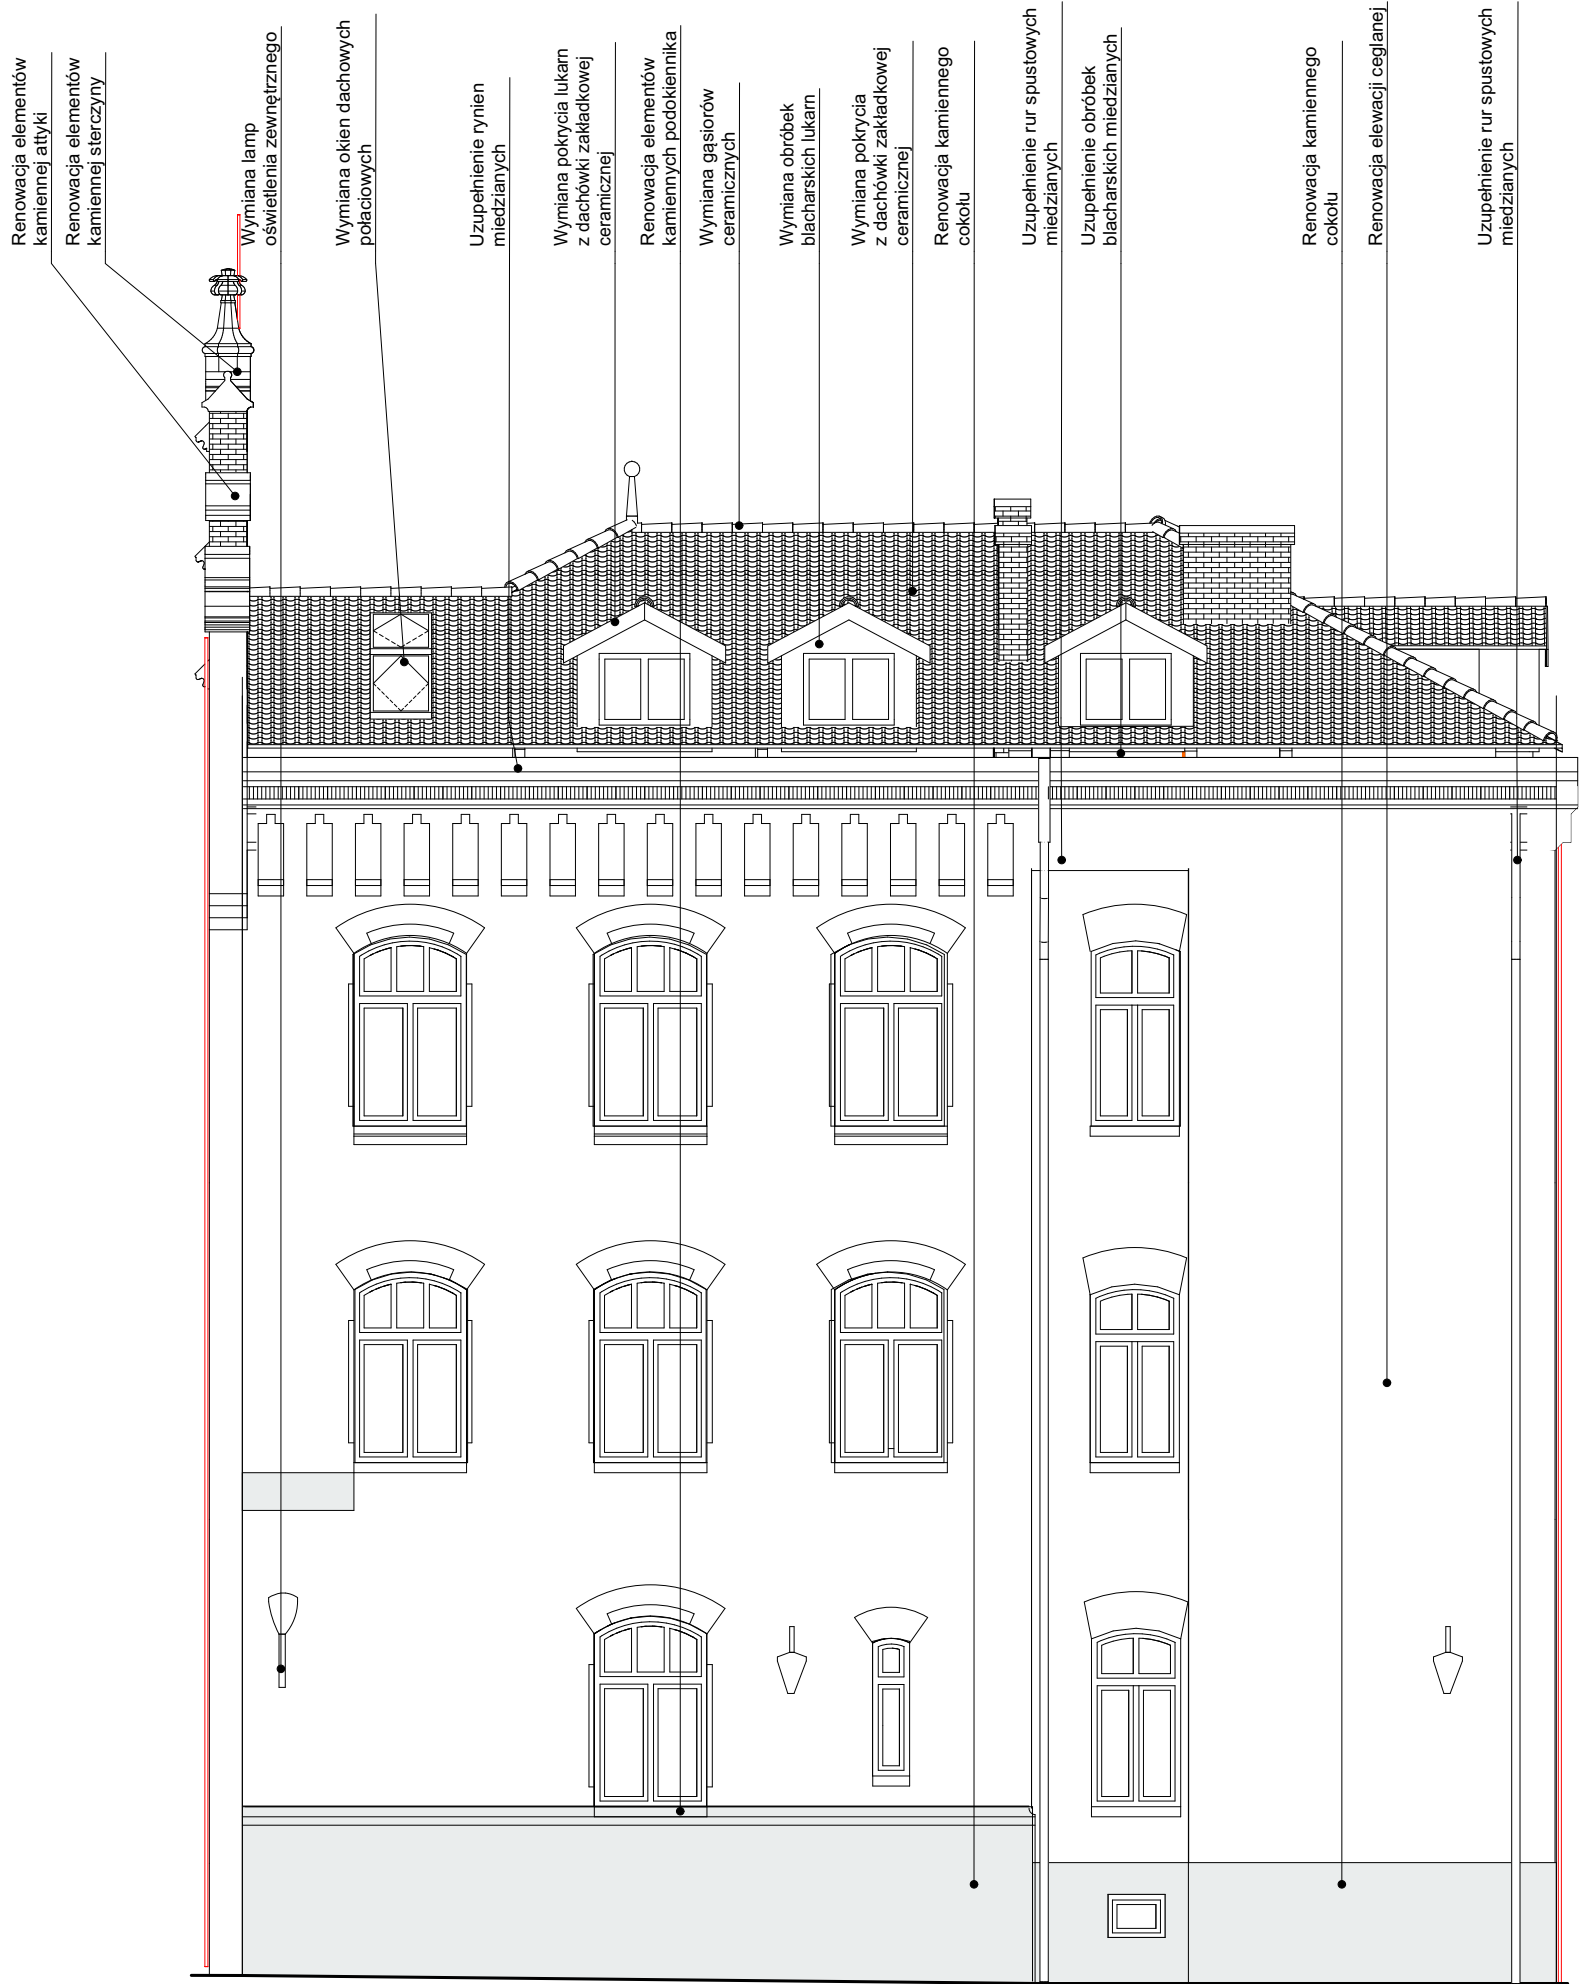 Renowacja elementów
kamiennej attyki
Renowacja elementów
kamiennej sterczyny
Wymiana lamp
oświetlenia zewnętrznego
Wymiana okien dachowych
połaciowych
Uzupełnienie rynien
miedzianych
Wymiana pokrycia lukarn
z dachówki zakładkowej
ceramicznej
Renowacja elementów
kamiennych podokiennika
Wymiana gąsiorów
ceramicznych
Wymiana obróbek
blacharskich lukarn
Wymiana pokrycia
z dachówki zakładkowej
ceramicznej
Renowacja kamiennego
cokołu
Uzupełnienie rur spustowych
miedzianych
Uzupełnienie obróbek
blacharskich miedzianych
Renowacja kamiennego
cokołu
Renowacja elewacji ceglanej
Uzupełnienie rur spustowych
miedzianych